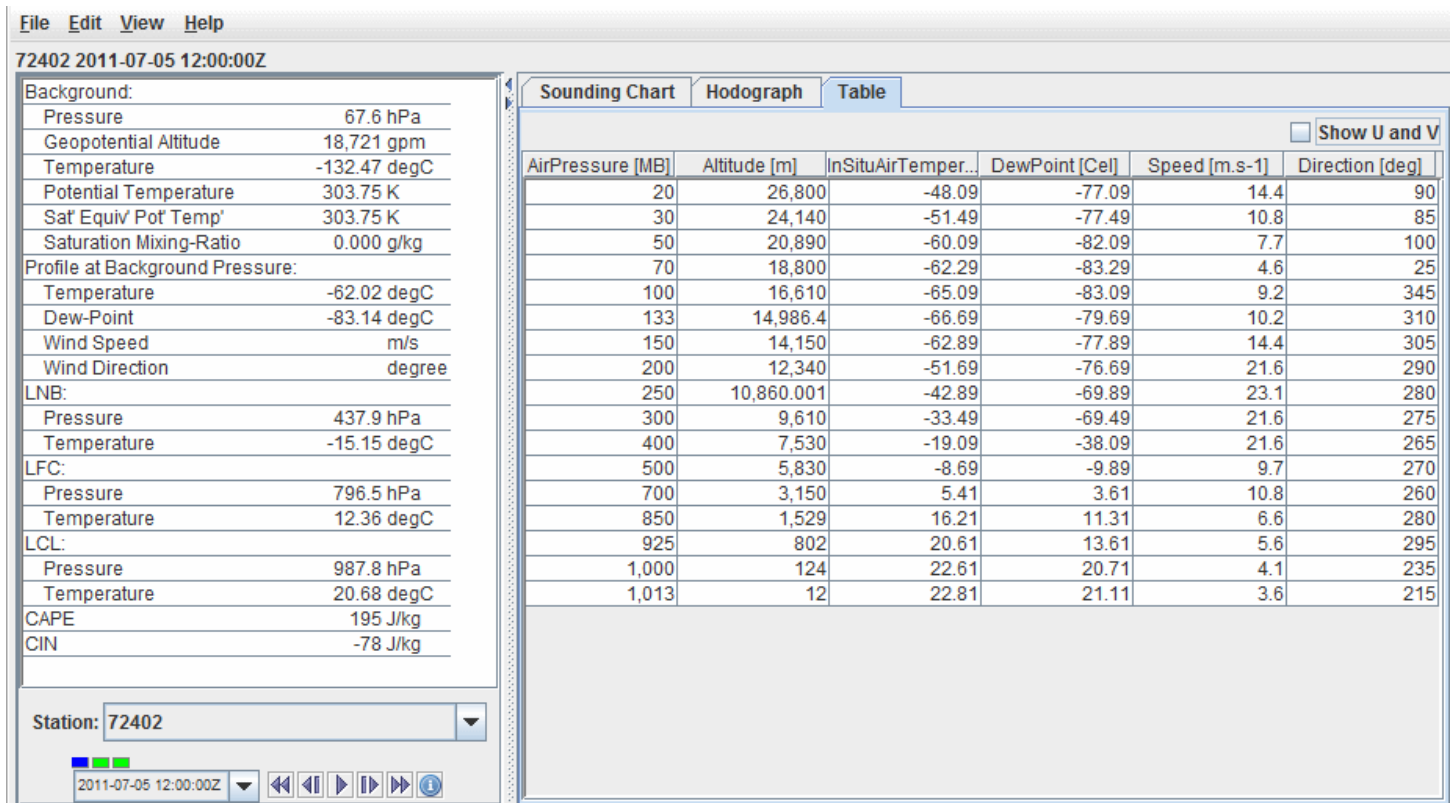 File Edit View Help
72402 2011-07-05 12:00:00Z
Background:
Pressure 67.6 hPa
Geopotential Altitude 18,721 gpm
Temperature -132.47 degC
Potential Temperature 303.75 K
Sat' Equiv' Pot' Temp' 303.75 K
Saturation Mixing-Ratio 0.000 g/kg
Profile at Background Pressure:
Temperature -62.02 degC
Dew-Point -83.14 degC
Wind Speed m/s
Wind Direction degree
LNB:
Pressure 437.9 hPa
Temperature -15.15 degC
LFC:
Pressure 796.5 hPa
Temperature 12.36 degC
LCL:
Pressure 987.8 hPa
Temperature 20.68 degC
CAPE 195 J/kg
CIN -78 J/kg
Station: 72402
2011-07-05 12:00:00Z
Sounding Chart Hodograph Table
Show U and V
AirPressure [MB] Altitude [m] InSituAirTemper... DewPoint [Cel] Speed [m.s-1] Direction [deg]
20 26,800 -48.09 -77.09 14.4 90
30 24,140 -51.49 -77.49 10.8 85
50 20,890 -60.09 -82.09 7.7 100
70 18,800 -62.29 -83.29 4.6 25
100 16,610 -65.09 -83.09 9.2 345
133 14,986.4 -66.69 -79.69 10.2 310
150 14,150 -62.89 -77.89 14.4 305
200 12,340 -51.69 -76.69 21.6 290
250 10,860.001 -42.89 -69.89 23.1 280
300 9,610 -33.49 -69.49 21.6 275
400 7,530 -19.09 -38.09 21.6 265
500 5,830 -8.69 -9.89 9.7 270
700 3,150 5.41 3.61 10.8 260
850 1,529 16.21 11.31 6.6 280
925 802 20.61 13.61 5.6 295
1,000 124 22.61 20.71 4.1 235
1,013 12 22.81 21.11 3.6 215